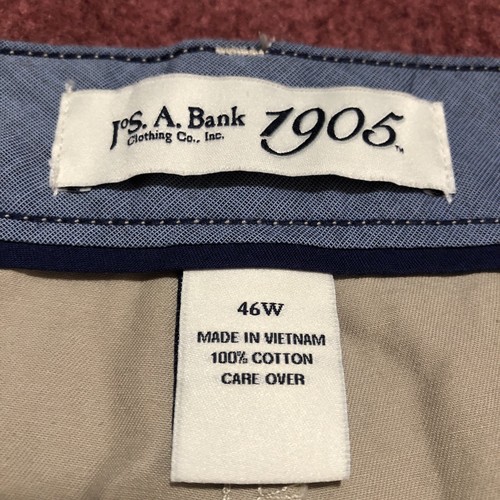 JOS. A. Bank 1905 TM
Clothing Co., Inc.
46W
MADE IN VIETNAM
100% COTTON
CARE OVER